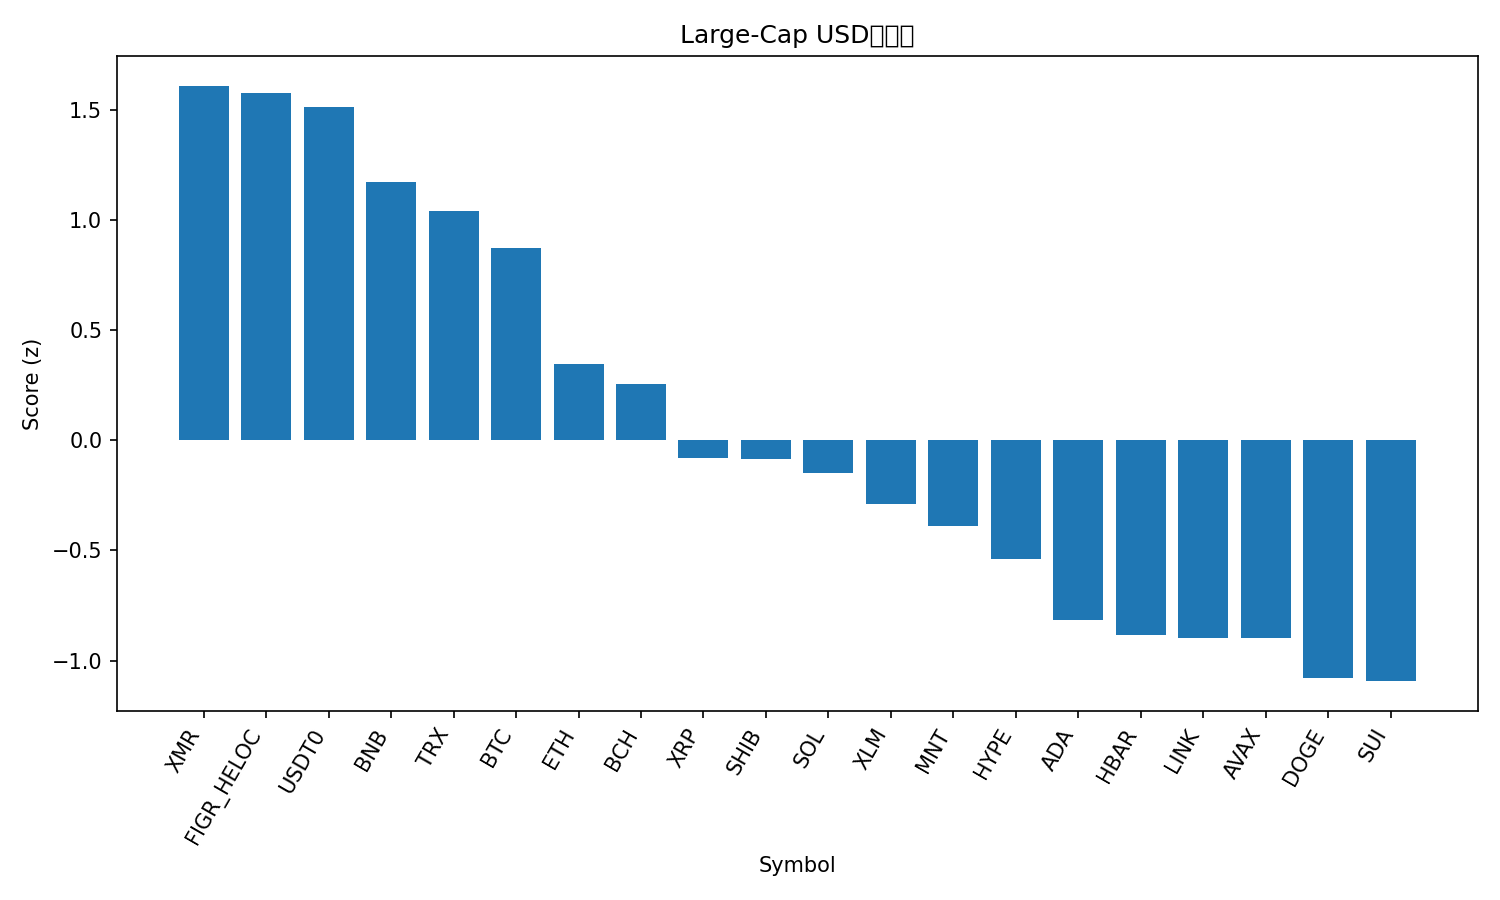 Large-Cap USD
Score (z)
1.5
1.0
0.5
0.0
−0.5
−1.0
XMR
FIGR_HELOC
USDT0
BNB
TRX
BTC
ETH
BCH
XRP
SHIB
SOL
XLM
MNT
HYPE
ADA
HBAR
LINK
AVAX
DOGE
SUI
Symbol